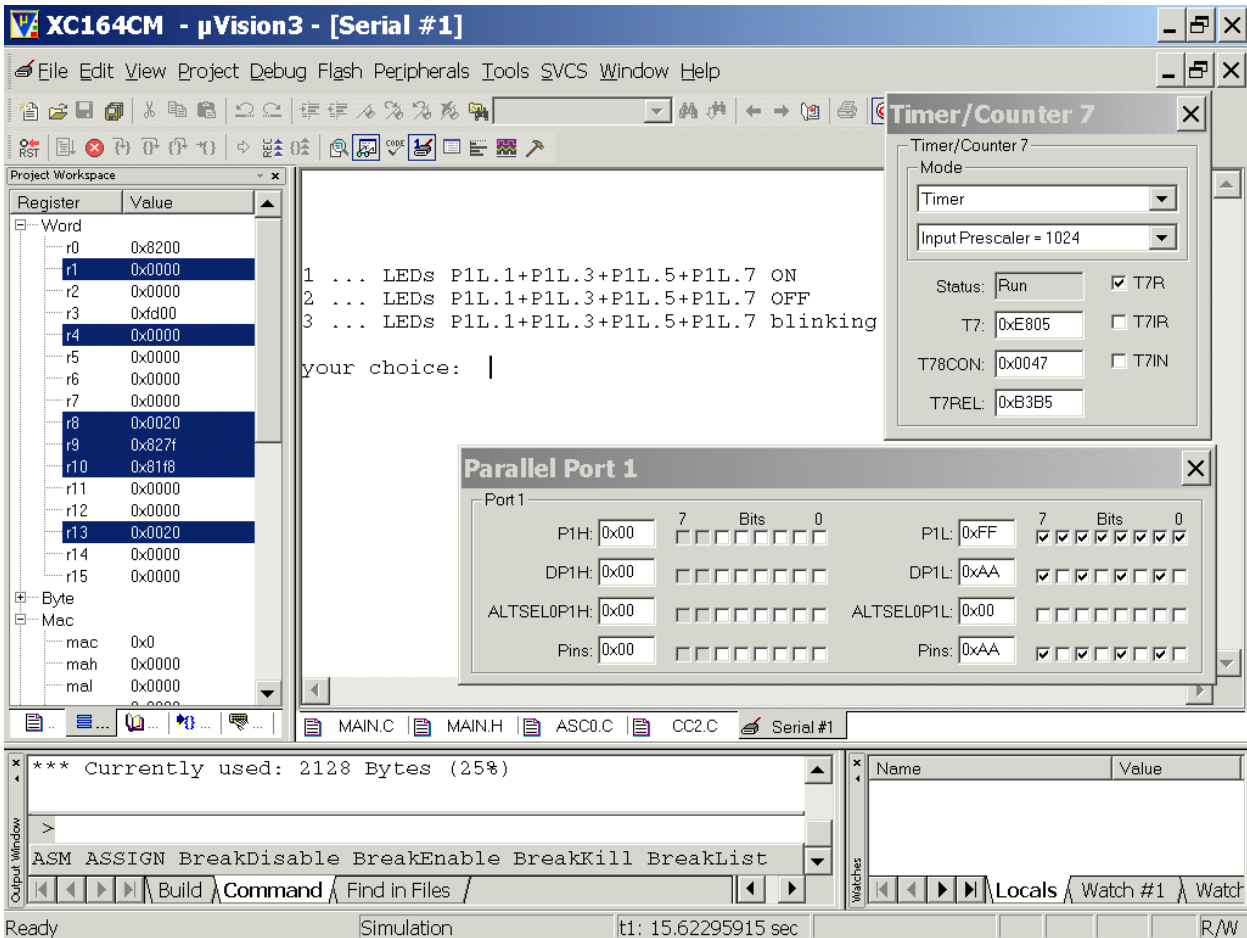 XC164CM - µVision3 - [Serial #1]
File Edit View Project Debug Flash Peripherals Tools SVCS Window Help
RST
CODE
Project Workspace
Register Value
Word
r0 0x8200
r1 0x0000
r2 0x0000
r3 0xfd00
r4 0x0000
r5 0x0000
r6 0x0000
r7 0x0000
r8 0x0020
r9 0x827f
r10 0x81f8
r11 0x0000
r12 0x0000
r13 0x0020
r14 0x0000
r15 0x0000
Byte
Mac
mac 0x0
mah 0x0000
mal 0x0000
1 ... LEDs P1L.1+P1L.3+P1L.5+P1L.7 ON
2 ... LEDs P1L.1+P1L.3+P1L.5+P1L.7 OFF
3 ... LEDs P1L.1+P1L.3+P1L.5+P1L.7 blinking
your choice:
Timer/Counter 7
Timer/Counter 7
Mode
Timer
Input Prescaler = 1024
Status: Run T7R
T7: 0xE805 T7IR
T78CON: 0x0047 T7IN
T7REL: 0xB3B5
Parallel Port 1
Port 1
7 Bits 0 7 Bits 0
P1H: 0x00 P1L: 0xFF
DP1H: 0x00 DP1L: 0xAA
ALTSEL0P1H: 0x00 ALTSEL0P1L: 0x00
Pins: 0x00 Pins: 0xAA
MAIN.C MAIN.H ASC0.C CC2.C Serial #1
*** Currently used: 2128 Bytes (25%)
>
ASM ASSIGN BreakDisable BreakEnable BreakKill BreakList
Build Command Find in Files
Output Window
Name Value
Locals Watch #1 Watch
Watches
Ready Simulation t1: 15.62295915 sec R/W